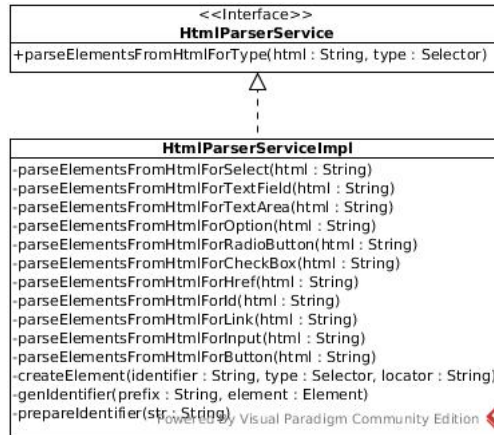 <<Interface>>
HtmlParserService
+parseElementsFromHtmlForType(html : String, type : Selector)
HtmlParserServiceImpl
-parseElementsFromHtmlForSelect(html : String)
-parseElementsFromHtmlForTextField(html : String)
-parseElementsFromHtmlForTextArea(html : String)
-parseElementsFromHtmlForOption(html : String)
-parseElementsFromHtmlForRadioButton(html : String)
-parseElementsFromHtmlForCheckBox(html : String)
-parseElementsFromHtmlForHref(html : String)
-parseElementsFromHtmlForId(html : String)
-parseElementsFromHtmlForLink(html : String)
-parseElementsFromHtmlForInput(html : String)
-parseElementsFromHtmlForButton(html : String)
-createElement(identifier : String, type : Selector, locator : String)
-genIdentifier(prefix : String, element : Element)
-prepareIdentifier(str : String)
Powered By Visual Paradigm Community Edition